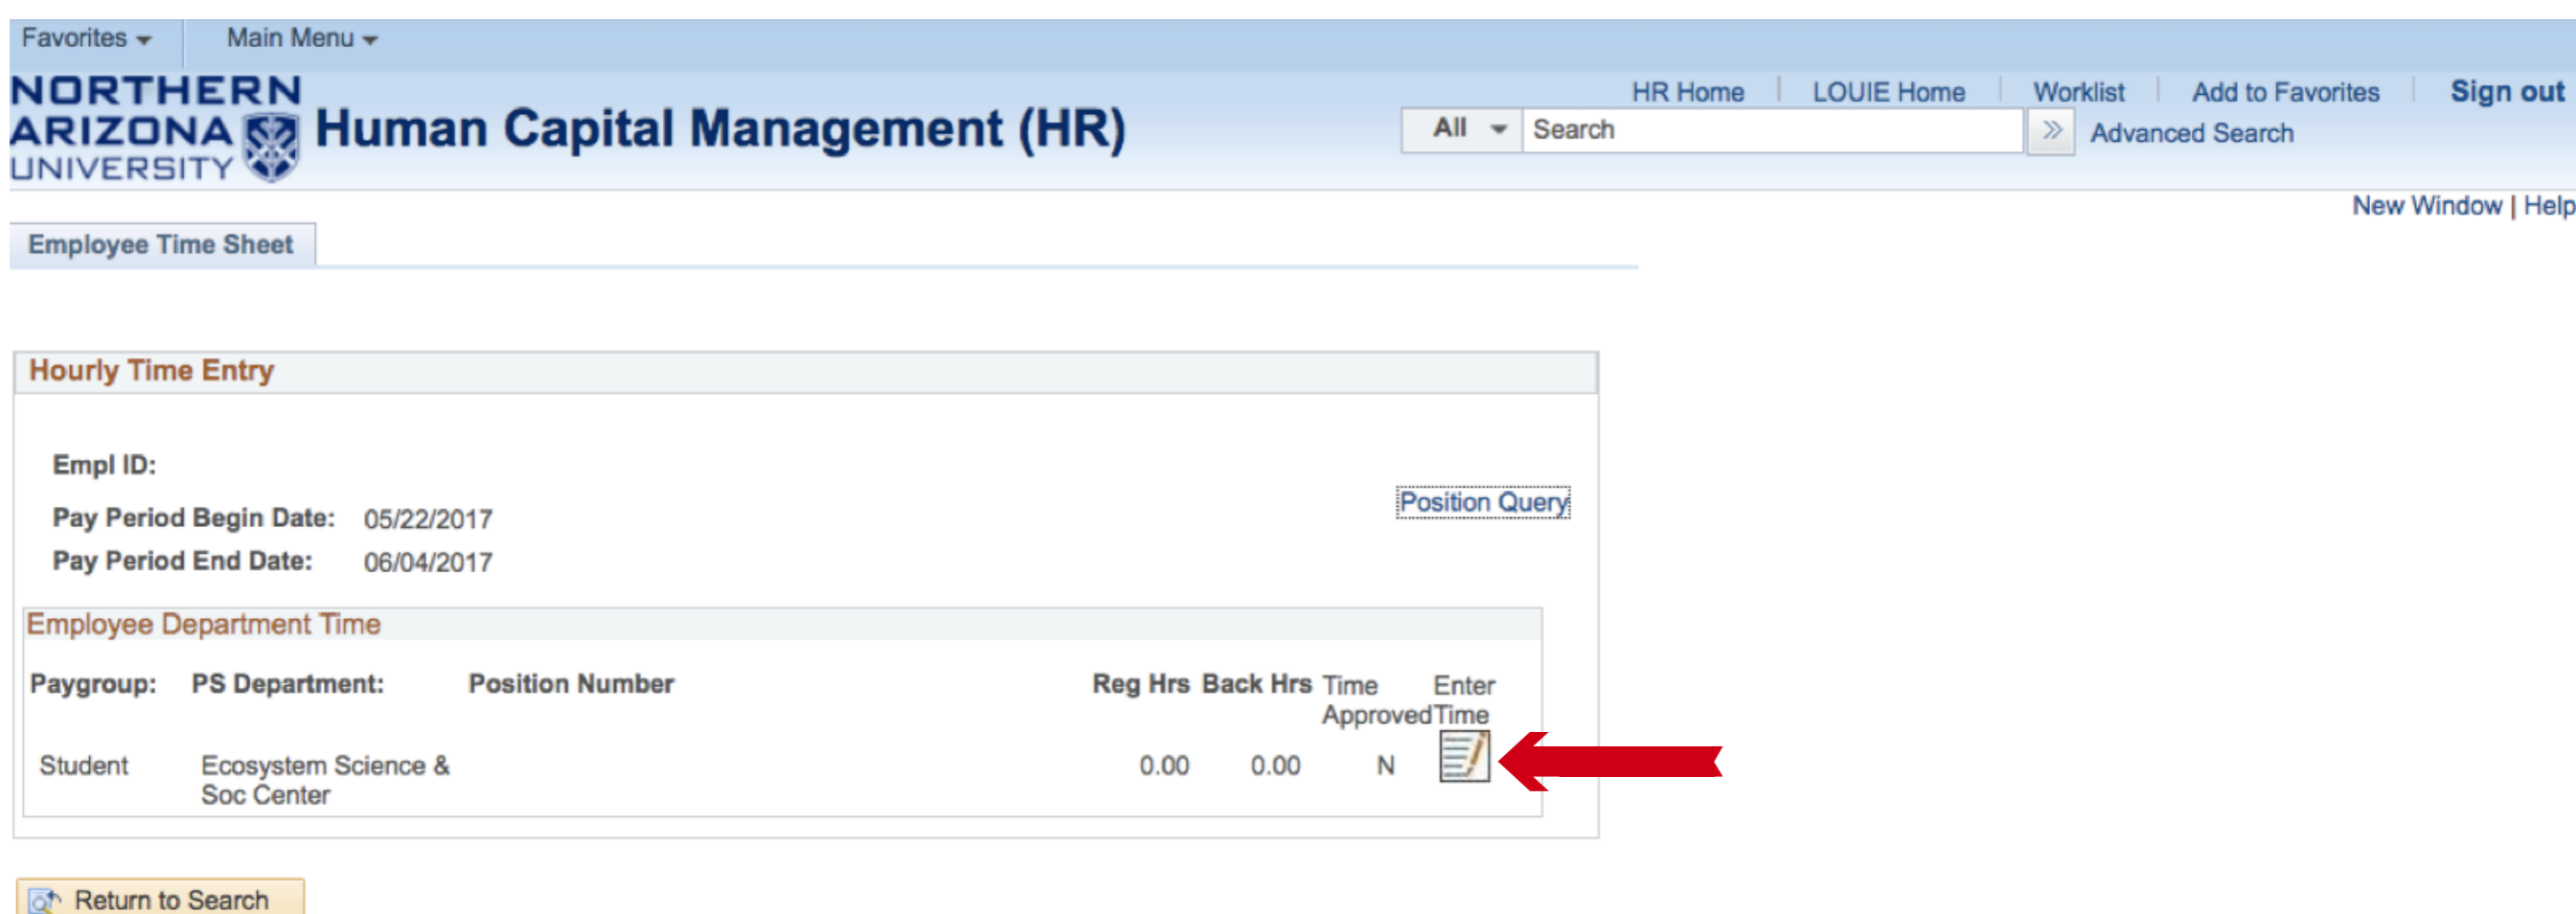 Favorites Main Menu
NORTHERN
ARIZONA
UNIVERSITY
Human Capital Management (HR)
HR Home LOUIE Home Worklist Add to Favorites Sign out
All Search » Advanced Search
New Window | Help
Employee Time Sheet
Hourly Time Entry
Empl ID:
Position Query
Pay Period Begin Date: 05/22/2017
Pay Period End Date: 06/04/2017
Employee Department Time
Paygroup: PS Department: Position Number Reg Hrs Back Hrs Time Enter
Approved Time
Student Ecosystem Science & 0.00 0.00 N
Soc Center
Return to Search